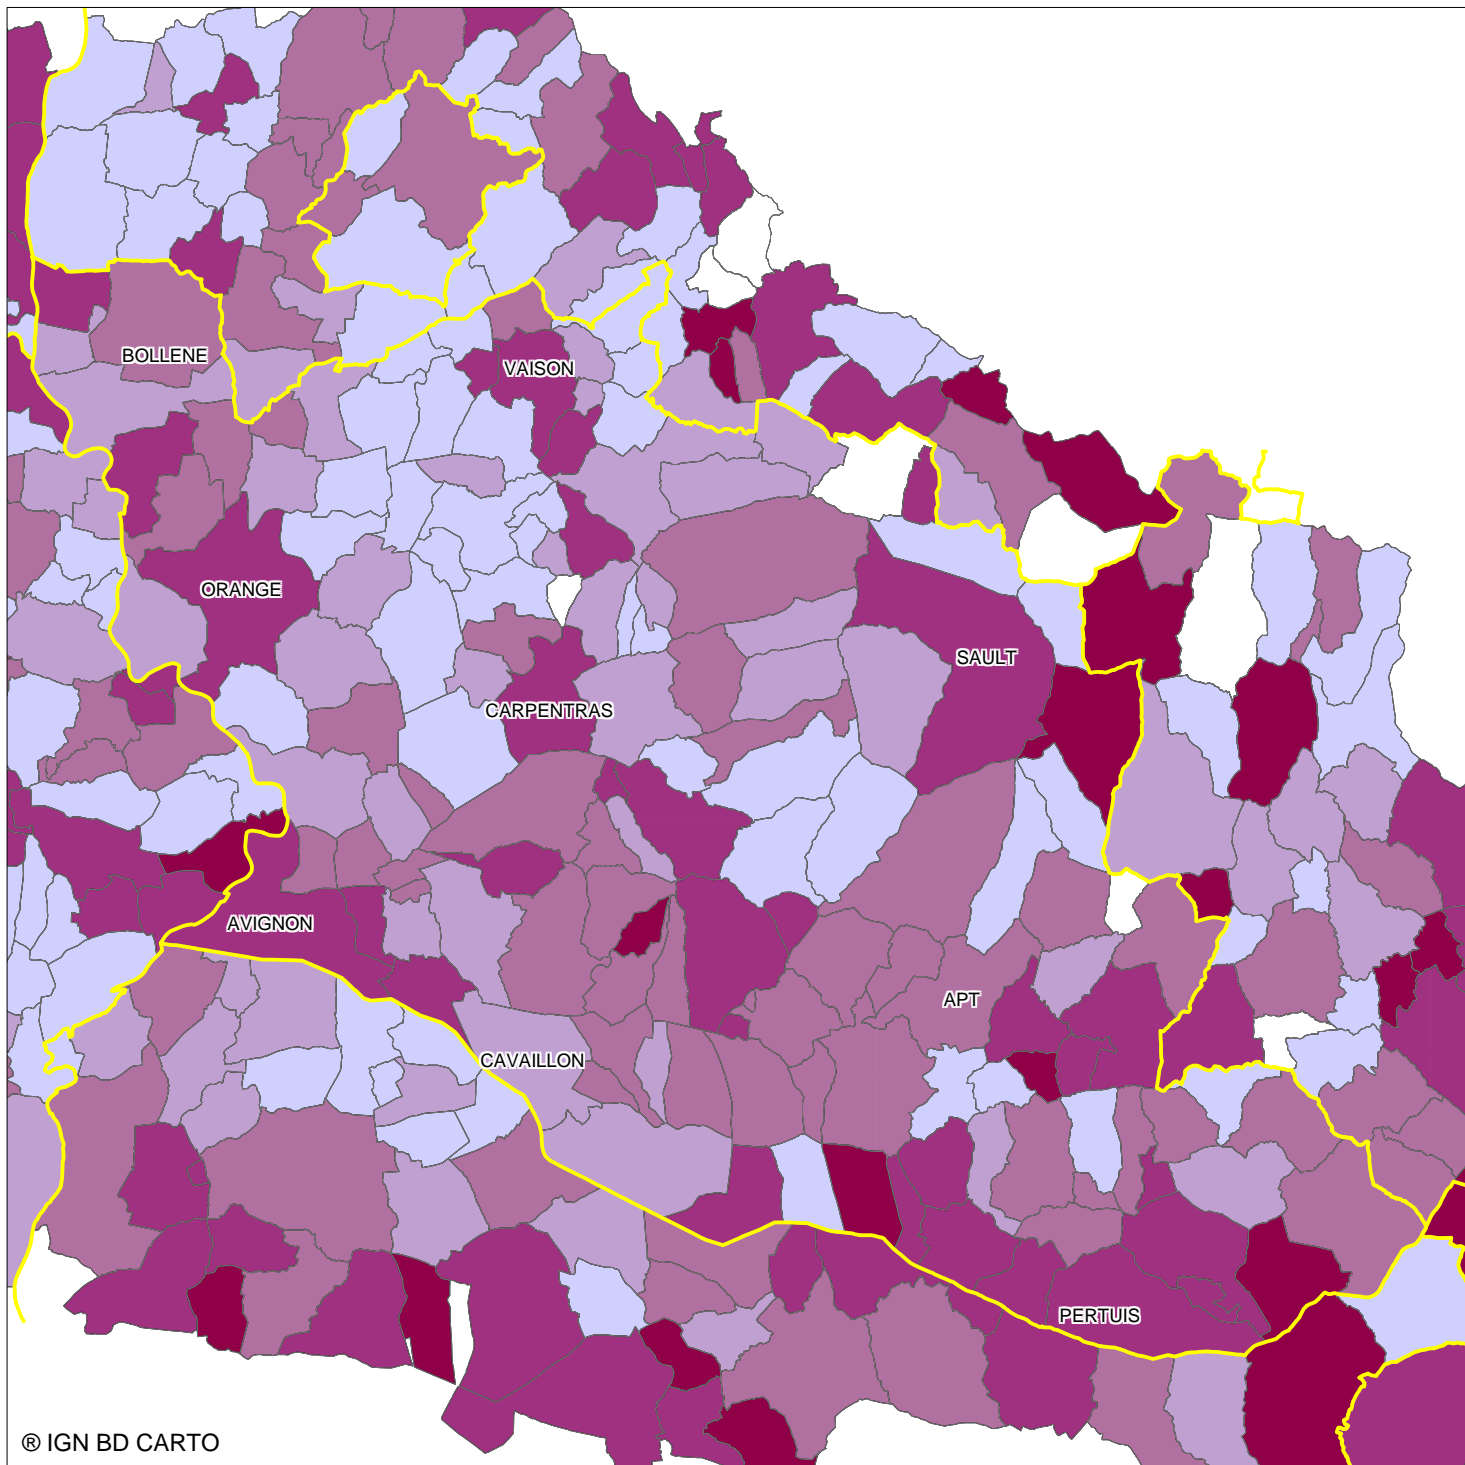 BOLLENE
VAISON
ORANGE
SAULT
CARPENTRAS
AVIGNON
APT
CAVAILLON
PERTUIS
® IGN BD CARTO